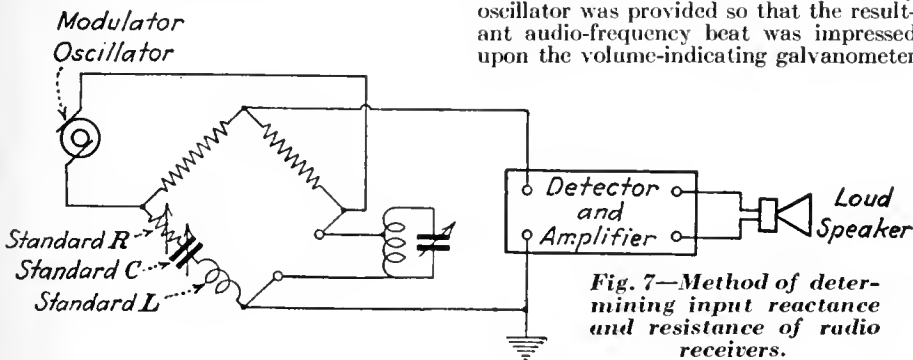 oscillator was provided so that the result-
ant audio-frequency beat was impressed
upon the volume-indicating galvanometer
Modulator
Oscillator
Standard R
Standard C
Standard L
Detector
and
Amplifier
Loud
Speaker
Fig. 7—Method of deter-
mining input reactance
and resistance of radio
receivers.